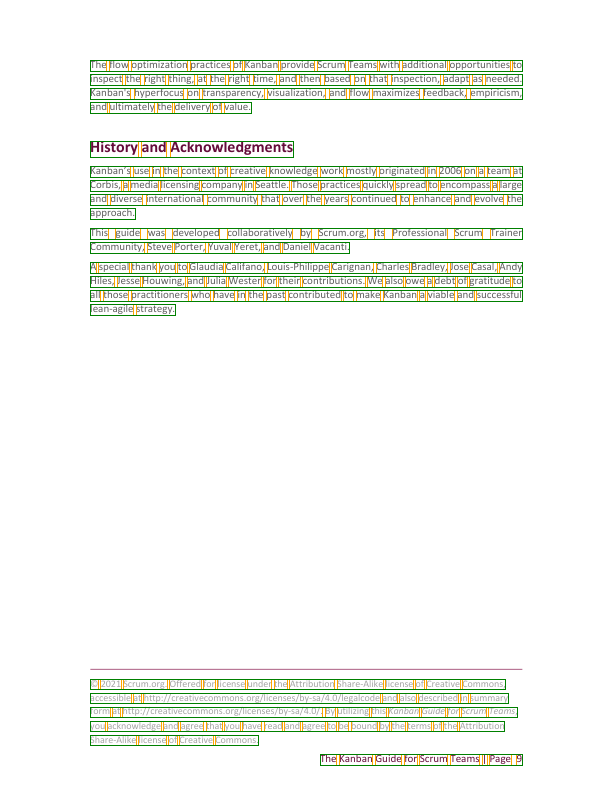 The flow optimization practices of Kanban provide Scrum Teams with additional opportunities to
inspect the right thing, at the right time, and then based on that inspection, adapt as needed.
Kanban's hyperfocus on transparency, visualization, and flow maximizes feedback, empiricism,
and ultimately the delivery of value.
History and Acknowledgments
Kanban's use in the context of creative knowledge work mostly originated in 2006 on a team at
Corbis, a media licensing company in Seattle. Those practices quickly spread to encompass a large
and diverse international community that over the years continued to enhance and evolve the
approach.
This guide was developed collaboratively by Scrum.org, its Professional Scrum Trainer
Community, Steve Porter, Yuval Yeret, and Daniel Vacanti.
A special thank you to Glaudia Califano, Louis-Philippe Carignan, Charles Bradley, Jose Casal, Andy
Hiles, Jesse Houwing, and Julia Wester for their contributions. We also owe a debt of gratitude to
all those practitioners who have in the past contributed to make Kanban a viable and successful
lean-agile strategy.
© 2021 Scrum.org. Offered for license under the Attribution Share-Alike license of Creative Commons,
accessible at http://creativecommons.org/licenses/by-sa/4.0/legalcode and also described in summary
form at http://creativecommons.org/licenses/by-sa/4.0/. By utilizing this Kanban Guide for Scrum Teams,
you acknowledge and agree that you have read and agree to be bound by the terms of the Attribution
Share-Alike license of Creative Commons.
The Kanban Guide for Scrum Teams | Page 9